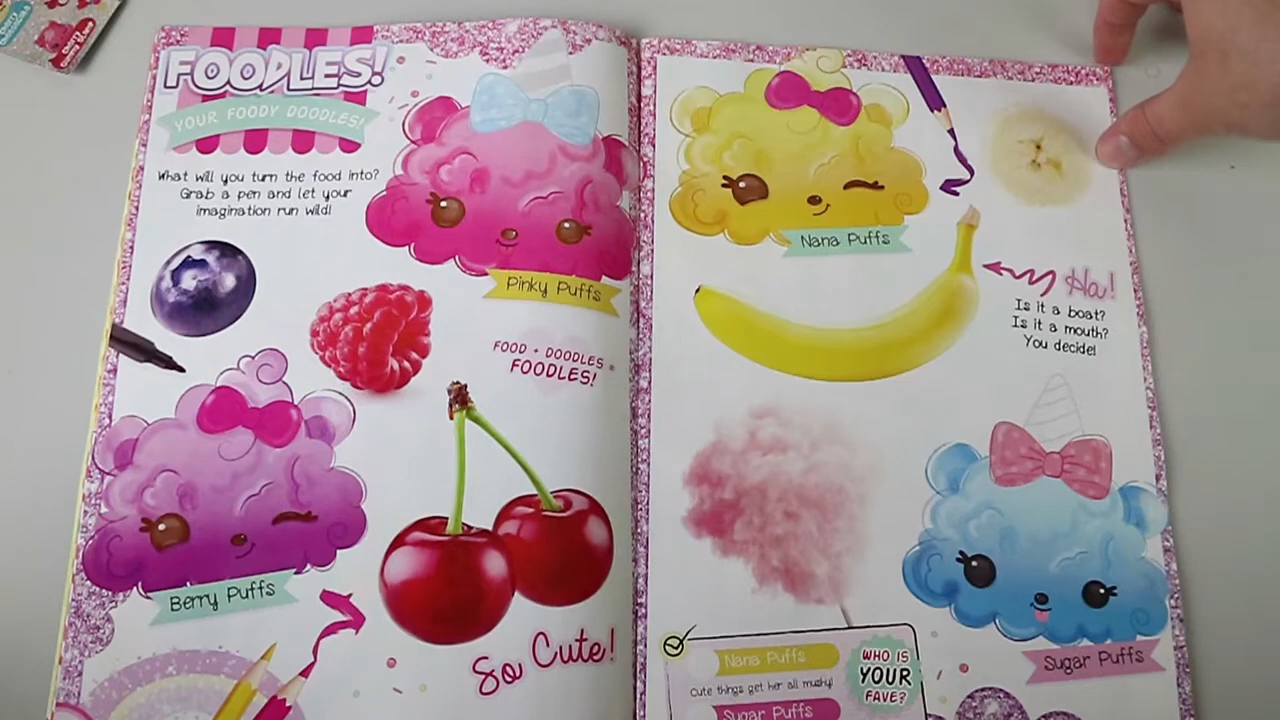 FOODLES!
YOUR FOODY DOODLES!
What will you turn the food into?
Grab a pen and let your
imagination run wild!
Pinky Puffs
FOOD + DOODLES =
FOODLES!
Berry Puffs
So Cute!
Nana Puffs
Ha!
Is it a boat?
Is it a mouth?
You decide!
Sugar Puffs
Nana Puffs
Cute things get her all mushy!
Sugar Puffs
WHO IS
YOUR
FAVE?